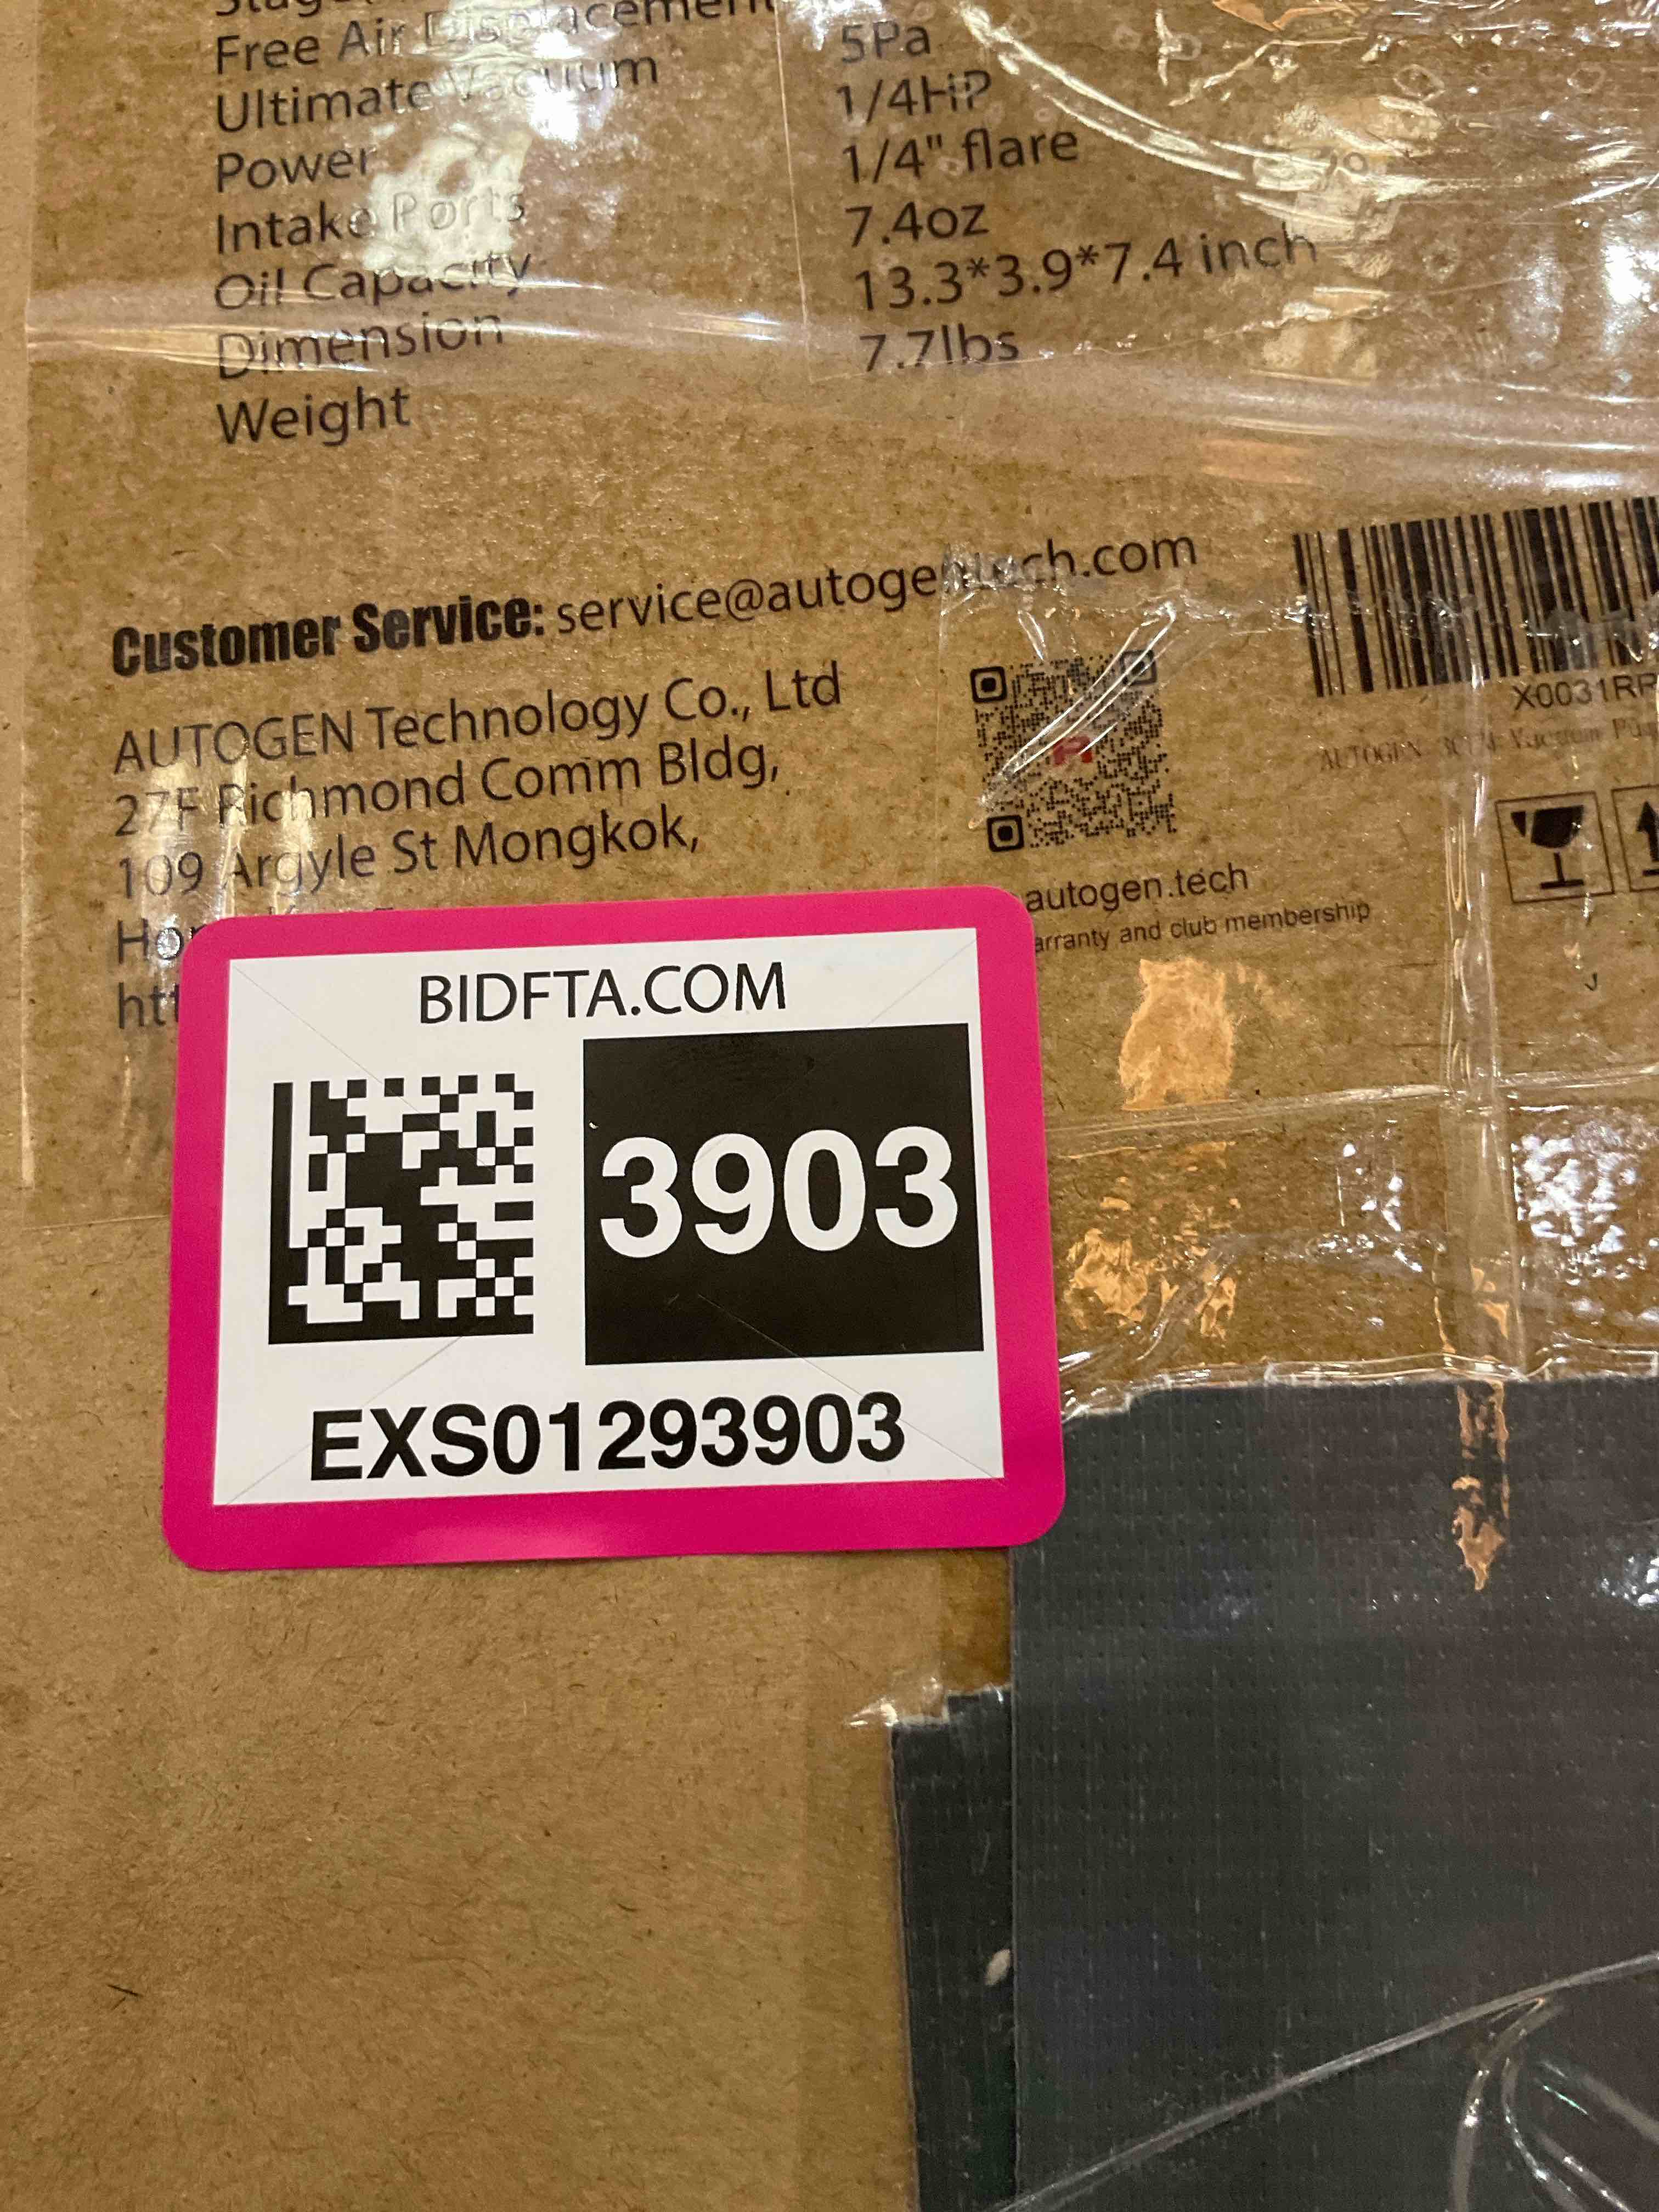 Free Air Displacement
Ultimate Vacuum 5Pa
Power 1/4HP
Intake Ports 1/4" flare
Oil Capacity 7.4oz
Dimension 13.3*3.9*7.4 inch
Weight 7.7lbs
Customer Service: service@autogentech.com
AUTOGEN Technology Co., Ltd
27F Richmond Comm Bldg,
109 Argyle St Mongkok,
X0031RR
AUTOGEN Vacuum
autogen.tech
and club membership
BIDFTA.COM
3903
EXS01293903